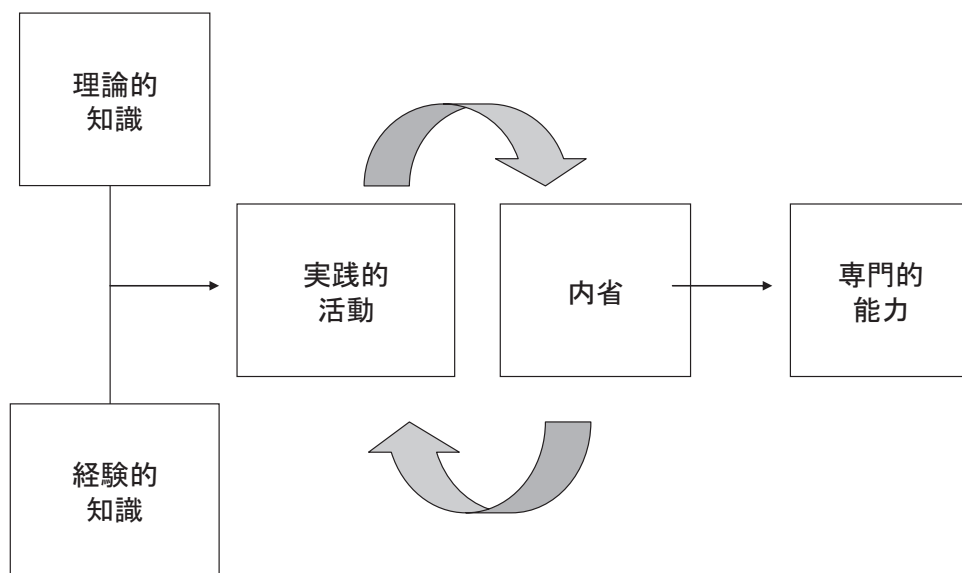 理論的
知識
実践的
活動
内省
専門的
能力
経験的
知識